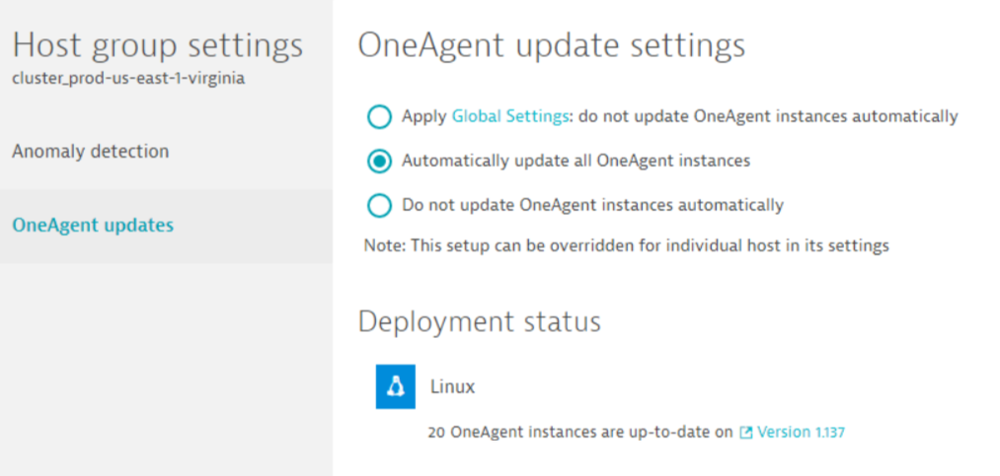 Host group settings
cluster_prod-us-east-1-virginia
Anomaly detection
OneAgent updates
OneAgent update settings
Apply Global Settings: do not update OneAgent instances automatically
Automatically update all OneAgent instances
Do not update OneAgent instances automatically
Note: This setup can be overridden for individual host in its settings
Deployment status
Linux
20 OneAgent instances are up-to-date on Version 1.137